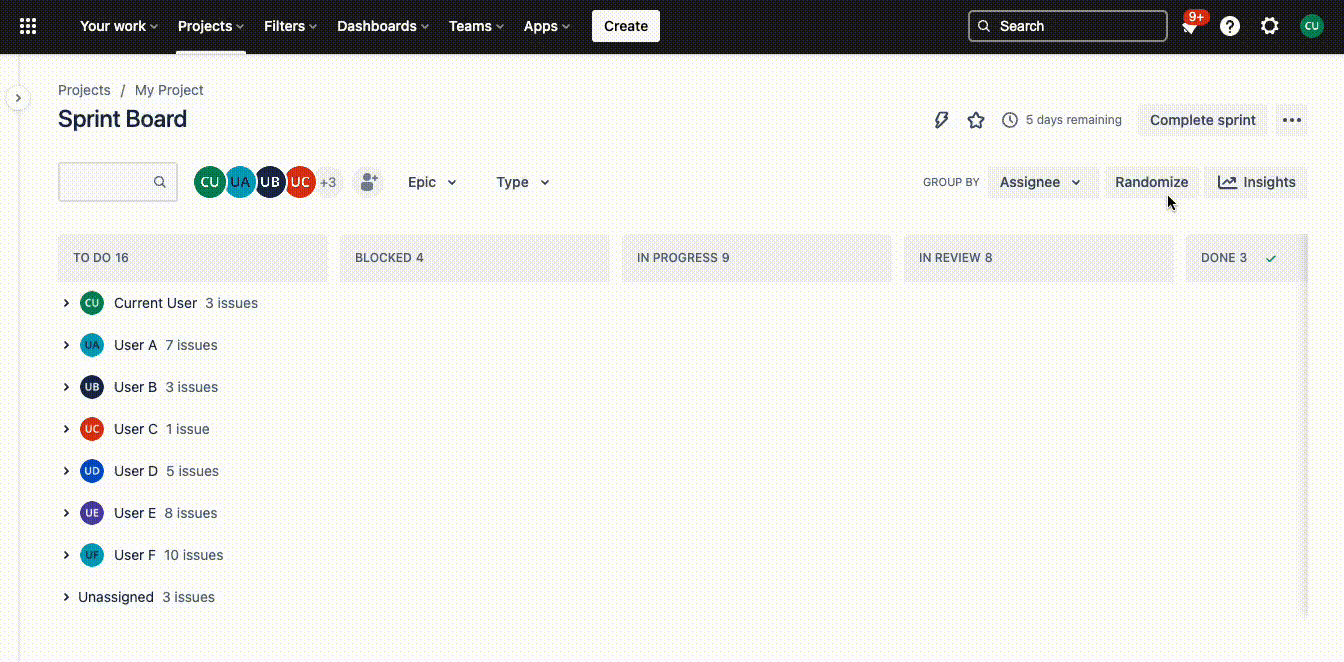 Your work Projects Filters Dashboards Teams Apps Create Search 9+ CU
Projects / My Project
Sprint Board
5 days remaining Complete sprint
CU UA UB UC +3 Epic Type GROUP BY Assignee Randomize Insights
TO DO 16 BLOCKED 4 IN PROGRESS 9 IN REVIEW 8 DONE 3
CU Current User 3 issues
UA User A 7 issues
UB User B 3 issues
UC User C 1 issue
UD User D 5 issues
UE User E 8 issues
UF User F 10 issues
Unassigned 3 issues